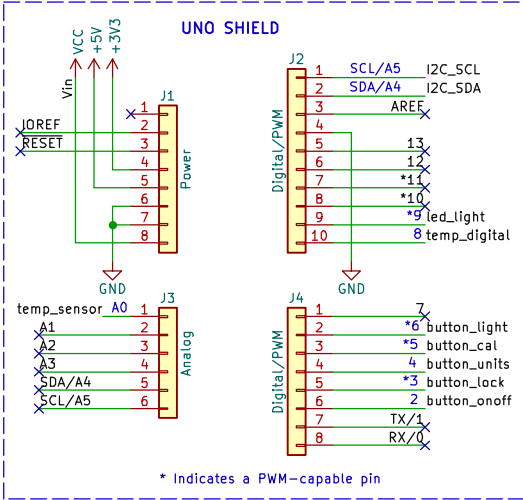 UNO SHIELD
VCC
+5V
+3V3
Vin
J1
1
IOREF 2
RESET 3
4
5
6
7
8
Power
GND
J2
1 SCL/A5 I2C_SCL
2 SDA/A4 I2C_SDA
3 AREF
4
5 13
6 12
7 *11
8 *10
9 *9 led_light
10 8 temp_digital
Digital/PWM
GND
J3
temp_sensor A0 1
A1 2
A2 3
A3 4
SDA/A4 5
SCL/A5 6
Analog
J4
1 7
2 *6 button_light
3 *5 button_cal
4 4 button_units
5 *3 button_lock
6 2 button_onoff
7 TX/1
8 RX/0
Digital/PWM
* Indicates a PWM-capable pin